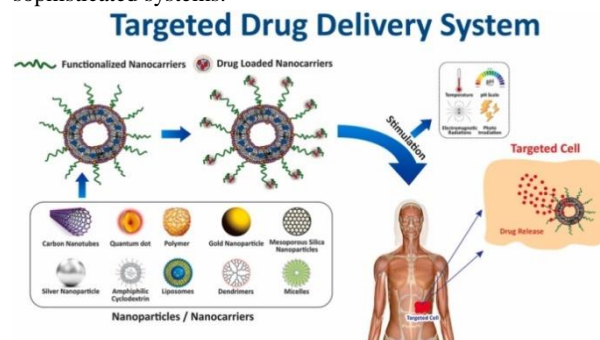 sophisticated systems.
Targeted Drug Delivery System
Functionalized Nanocarriers
Drug Loaded Nanocarriers
Temperature
pH Scale
Electromagnetic
Radiations
Photo
Irradiation
Stimulation
Targeted Cell
Drug Release
Carbon Nanotubes
Quantum dot
Polymer
Gold Nanoparticle
Mesoporous Silica
Nanoparticles
Silver Nanoparticle
Amphiphilic
Cyclodextrin
Liposomes
Dendrimers
Micelles
Nanoparticles / Nanocarriers
Targeted Cell